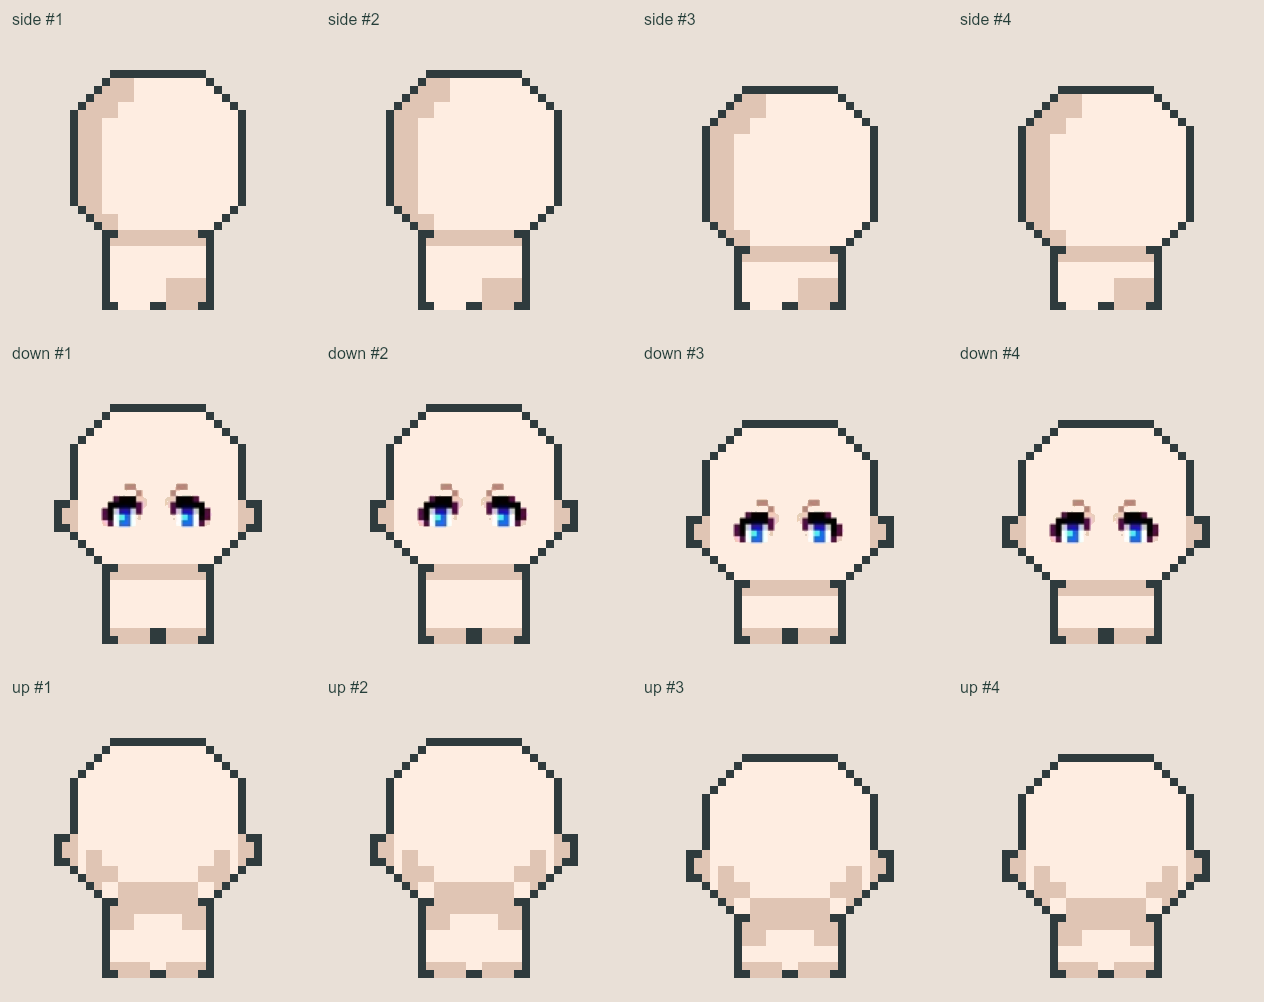 side #1
side #2
side #3
side #4
down #1
down #2
down #3
down #4
up #1
up #2
up #3
up #4